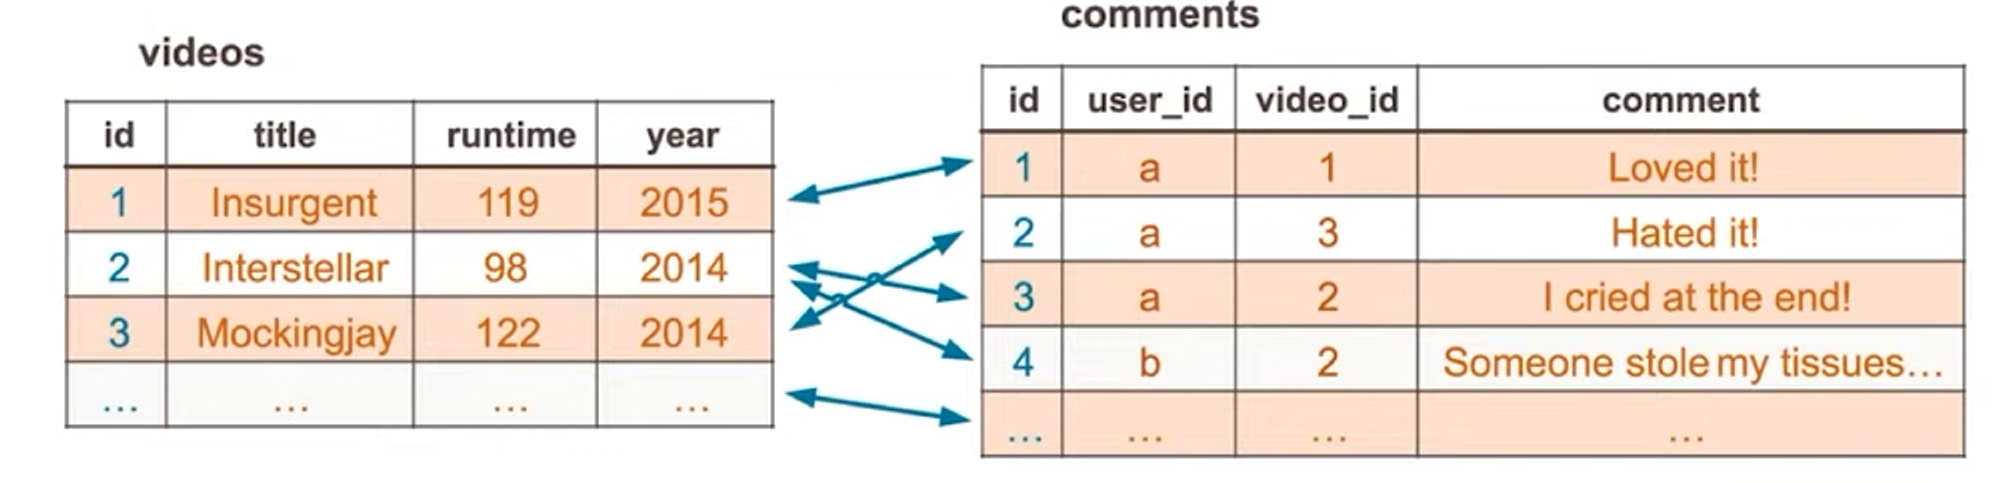 comments
videos
id title runtime year
1 Insurgent 119 2015
2 Interstellar 98 2014
3 Mockingjay 122 2014
... ... ... ...
id user_id video_id comment
1 a 1 Loved it!
2 a 3 Hated it!
3 a 2 I cried at the end!
4 b 2 Someone stole my tissues...
... ... ... ...